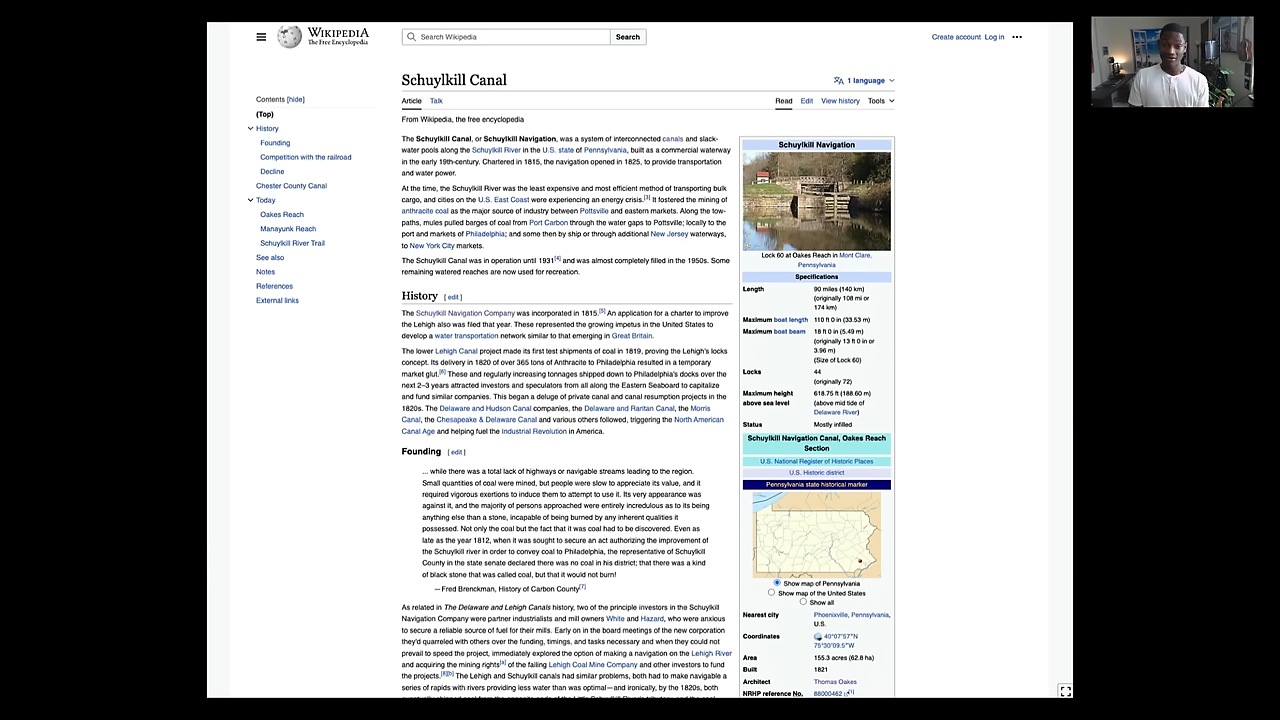 WIKIPEDIA
The Free Encyclopedia
Search Wikipedia
Search
Create account Log in
Schuylkill Canal
1 language
Article Talk
Read Edit View history Tools
From Wikipedia, the free encyclopedia
Contents [hide]
(Top)
History
Founding
Competition with the railroad
Decline
Chester County Canal
Today
Oakes Reach
Manayunk Reach
Schuylkill River Trail
See also
Notes
References
External links
The Schuylkill Canal, or Schuylkill Navigation, was a system of interconnected canals and slack-
water pools along the Schuylkill River in the U.S. state of Pennsylvania, built as a commercial waterway
in the early 19th-century. Chartered in 1815, the navigation opened in 1825, to provide transportation
and water power.
At the time, the Schuylkill River was the least expensive and most efficient method of transporting bulk
cargo, and cities on the U.S. East Coast were experiencing an energy crisis.[3] It fostered the mining of
anthracite coal as the major source of industry between Pottsville and eastern markets. Along the tow-
paths, mules pulled barges of coal from Port Carbon through the water gaps to Pottsville; locally to the
port and markets of Philadelphia; and some then by ship or through additional New Jersey waterways,
to New York City markets.
The Schuylkill Canal was in operation until 1931[4] and was almost completely filled in the 1950s. Some
remaining watered reaches are now used for recreation.
History [ edit ]
The Schuylkill Navigation Company was incorporated in 1815.[5] An application for a charter to improve
the Lehigh also was filed that year. These represented the growing impetus in the United States to
develop a water transportation network similar to that emerging in Great Britain.
The lower Lehigh Canal project made its first test shipments of coal in 1819, proving the Lehigh's locks
concept. Its delivery in 1820 of over 365 tons of Anthracite to Philadelphia resulted in a temporary
market glut.[6] These and regularly increasing tonnages shipped down to Philadelphia's docks over the
next 2–3 years attracted investors and speculators from all along the Eastern Seaboard to capitalize
and fund similar companies. This began a deluge of private canal and canal resumption projects in the
1820s. The Delaware and Hudson Canal companies, the Delaware and Raritan Canal, the Morris
Canal, the Chesapeake & Delaware Canal and various others followed, triggering the North American
Canal Age and helping fuel the Industrial Revolution in America.
Founding [ edit ]
... while there was a total lack of highways or navigable streams leading to the region.
Small quantities of coal were mined, but people were slow to appreciate its value, and it
required vigorous exertions to induce them to attempt to use it. Its very appearance was
against it, and the majority of persons approached were entirely incredulous as to its being
anything else than a stone, incapable of being burned by any inherent qualities it
possessed. Not only the coal but the fact that it was coal had to be discovered. Even as
late as the year 1812, when it was sought to secure an act authorizing the improvement of
the Schuylkill river in order to convey coal to Philadelphia, the representative of Schuylkill
County in the state senate declared there was no coal in his district; that there was a kind
of black stone that was called coal, but that it would not burn!
— Fred Brenckman, History of Carbon County[7]
As related in The Delaware and Lehigh Canals history, two of the principle investors in the Schuylkill
Navigation Company were partner industrialists and mill owners White and Hazard, who were anxious
to secure a reliable source of fuel for their mills. Early on in the board meetings of the new corporation
they'd quarreled with others over the funding, timings, and tasks necessary and when they could not
prevail to speed the project, immediately explored the option of making a navigation on the Lehigh River
and acquiring the mining rights[a] of the failing Lehigh Coal Mine Company and other investors to fund
the projects.[8][b] The Lehigh and Schuylkill canals had similar problems, both had to make navigable a
series of rapids with rivers providing less water than was optimal—and ironically, by the 1820s, both
Schuylkill Navigation
Lock 60 at Oakes Reach in Mont Clare,
Pennsylvania
Specifications
Length 90 miles (140 km)
(originally 108 mi or
174 km)
Maximum boat length 110 ft 0 in (33.53 m)
Maximum boat beam 18 ft 0 in (5.49 m)
(originally 13 ft 0 in or
3.96 m)
(Size of Lock 60)
Locks 44
(originally 72)
Maximum height 618.75 ft (188.60 m)
above sea level (above mid tide of
Delaware River)
Status Mostly infilled
Schuylkill Navigation Canal, Oakes Reach
Section
U.S. National Register of Historic Places
U.S. Historic district
Pennsylvania state historical marker
Show map of Pennsylvania
Show map of the United States
Show all
Nearest city Phoenixville, Pennsylvania,
U.S.
Coordinates 40°07′57″N
75°30′09.5″W
Area 155.3 acres (62.8 ha)
Built 1821
Architect Thomas Oakes
NRHP reference No. 88000462 [1]